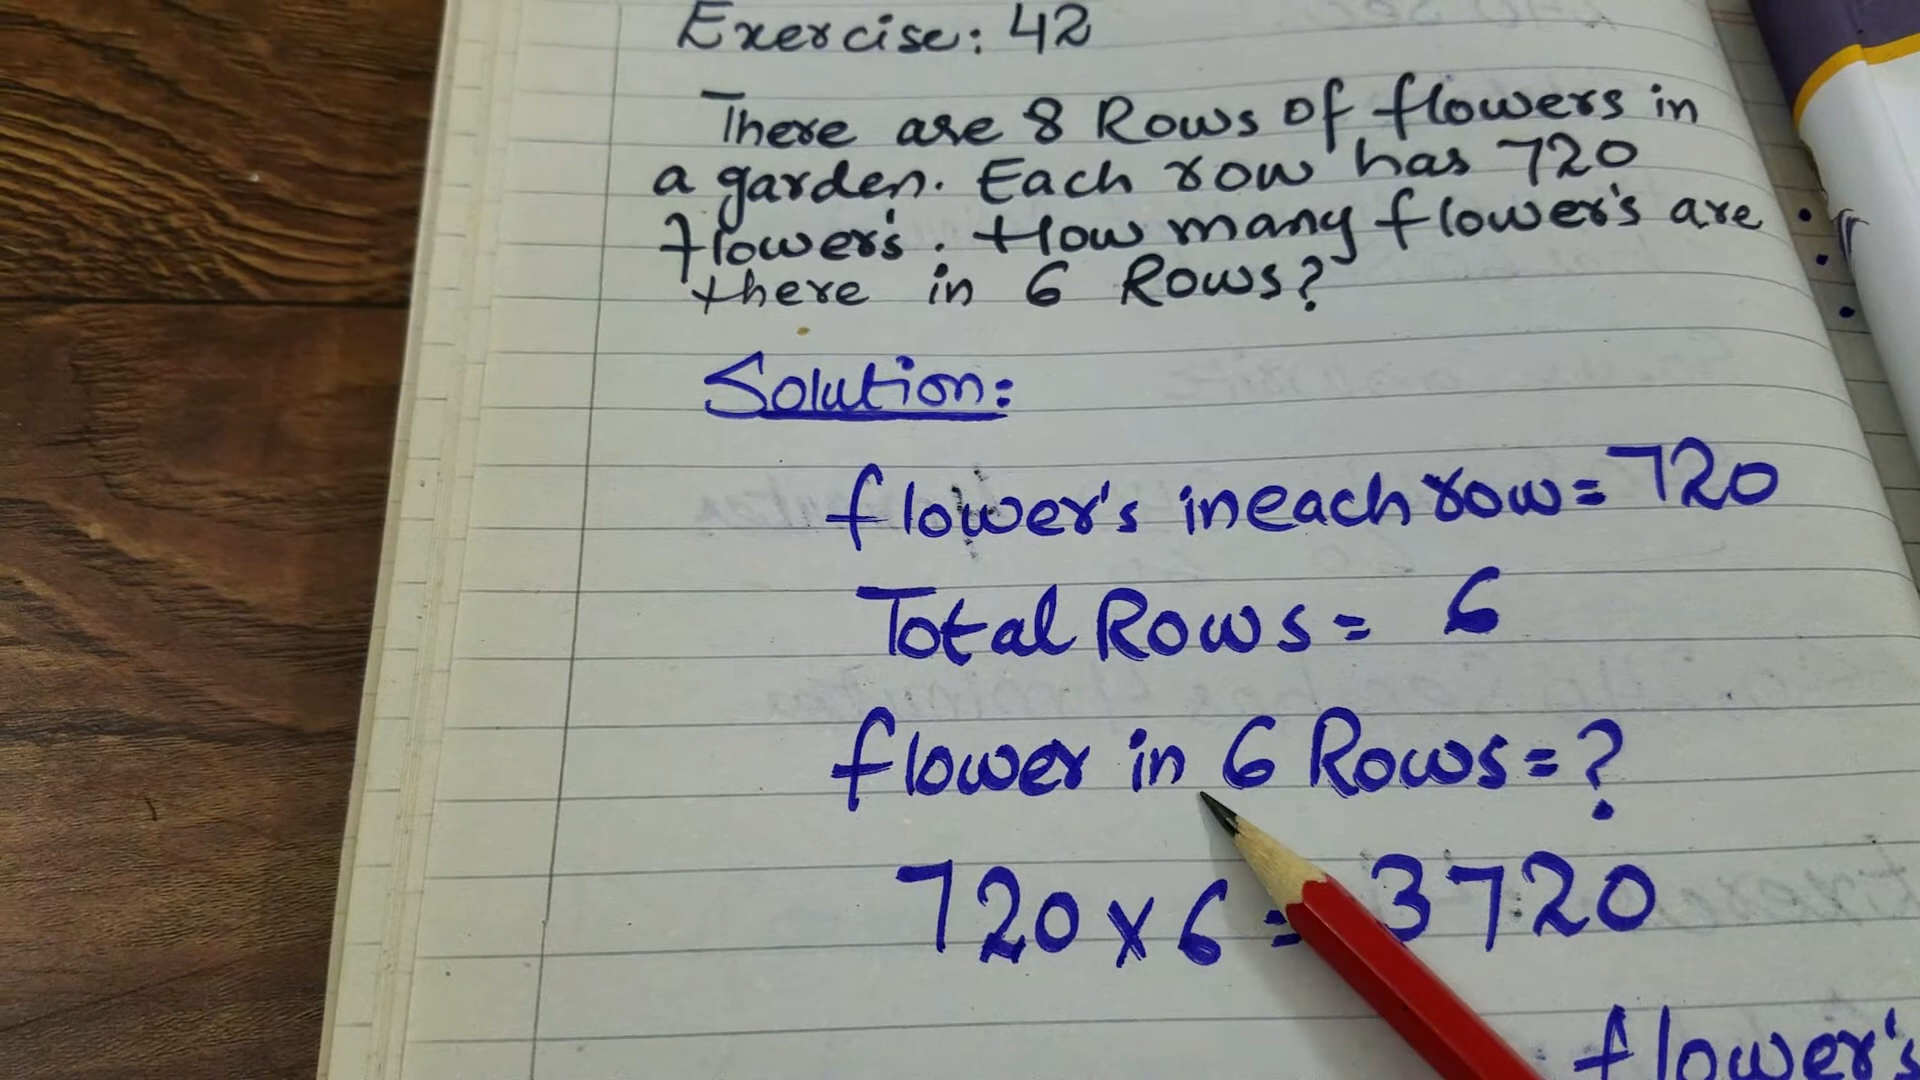 Exercise: 42
There are 8 Rows of flowers in
a garden. Each row has 720
flower's. How many flower's are
there in 6 Rows?
Solution:
flower's in each row = 720
Total Rows = 6
flower in 6 Rows = ?
720 x 6 = 3720
flower's